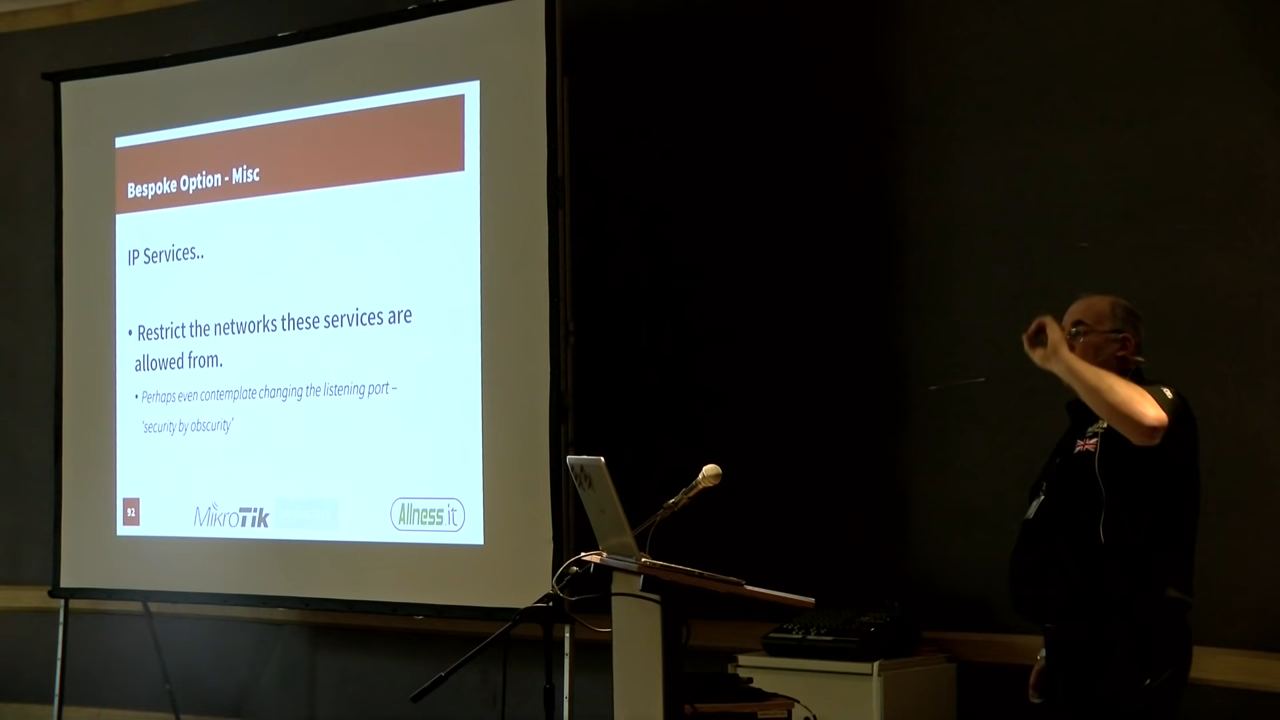 Bespoke Option - Misc
IP Services..
• Restrict the networks these services are
allowed from.
• Perhaps even contemplate changing the listening port –
'security by obscurity'
92
MikroTik
Allness.it